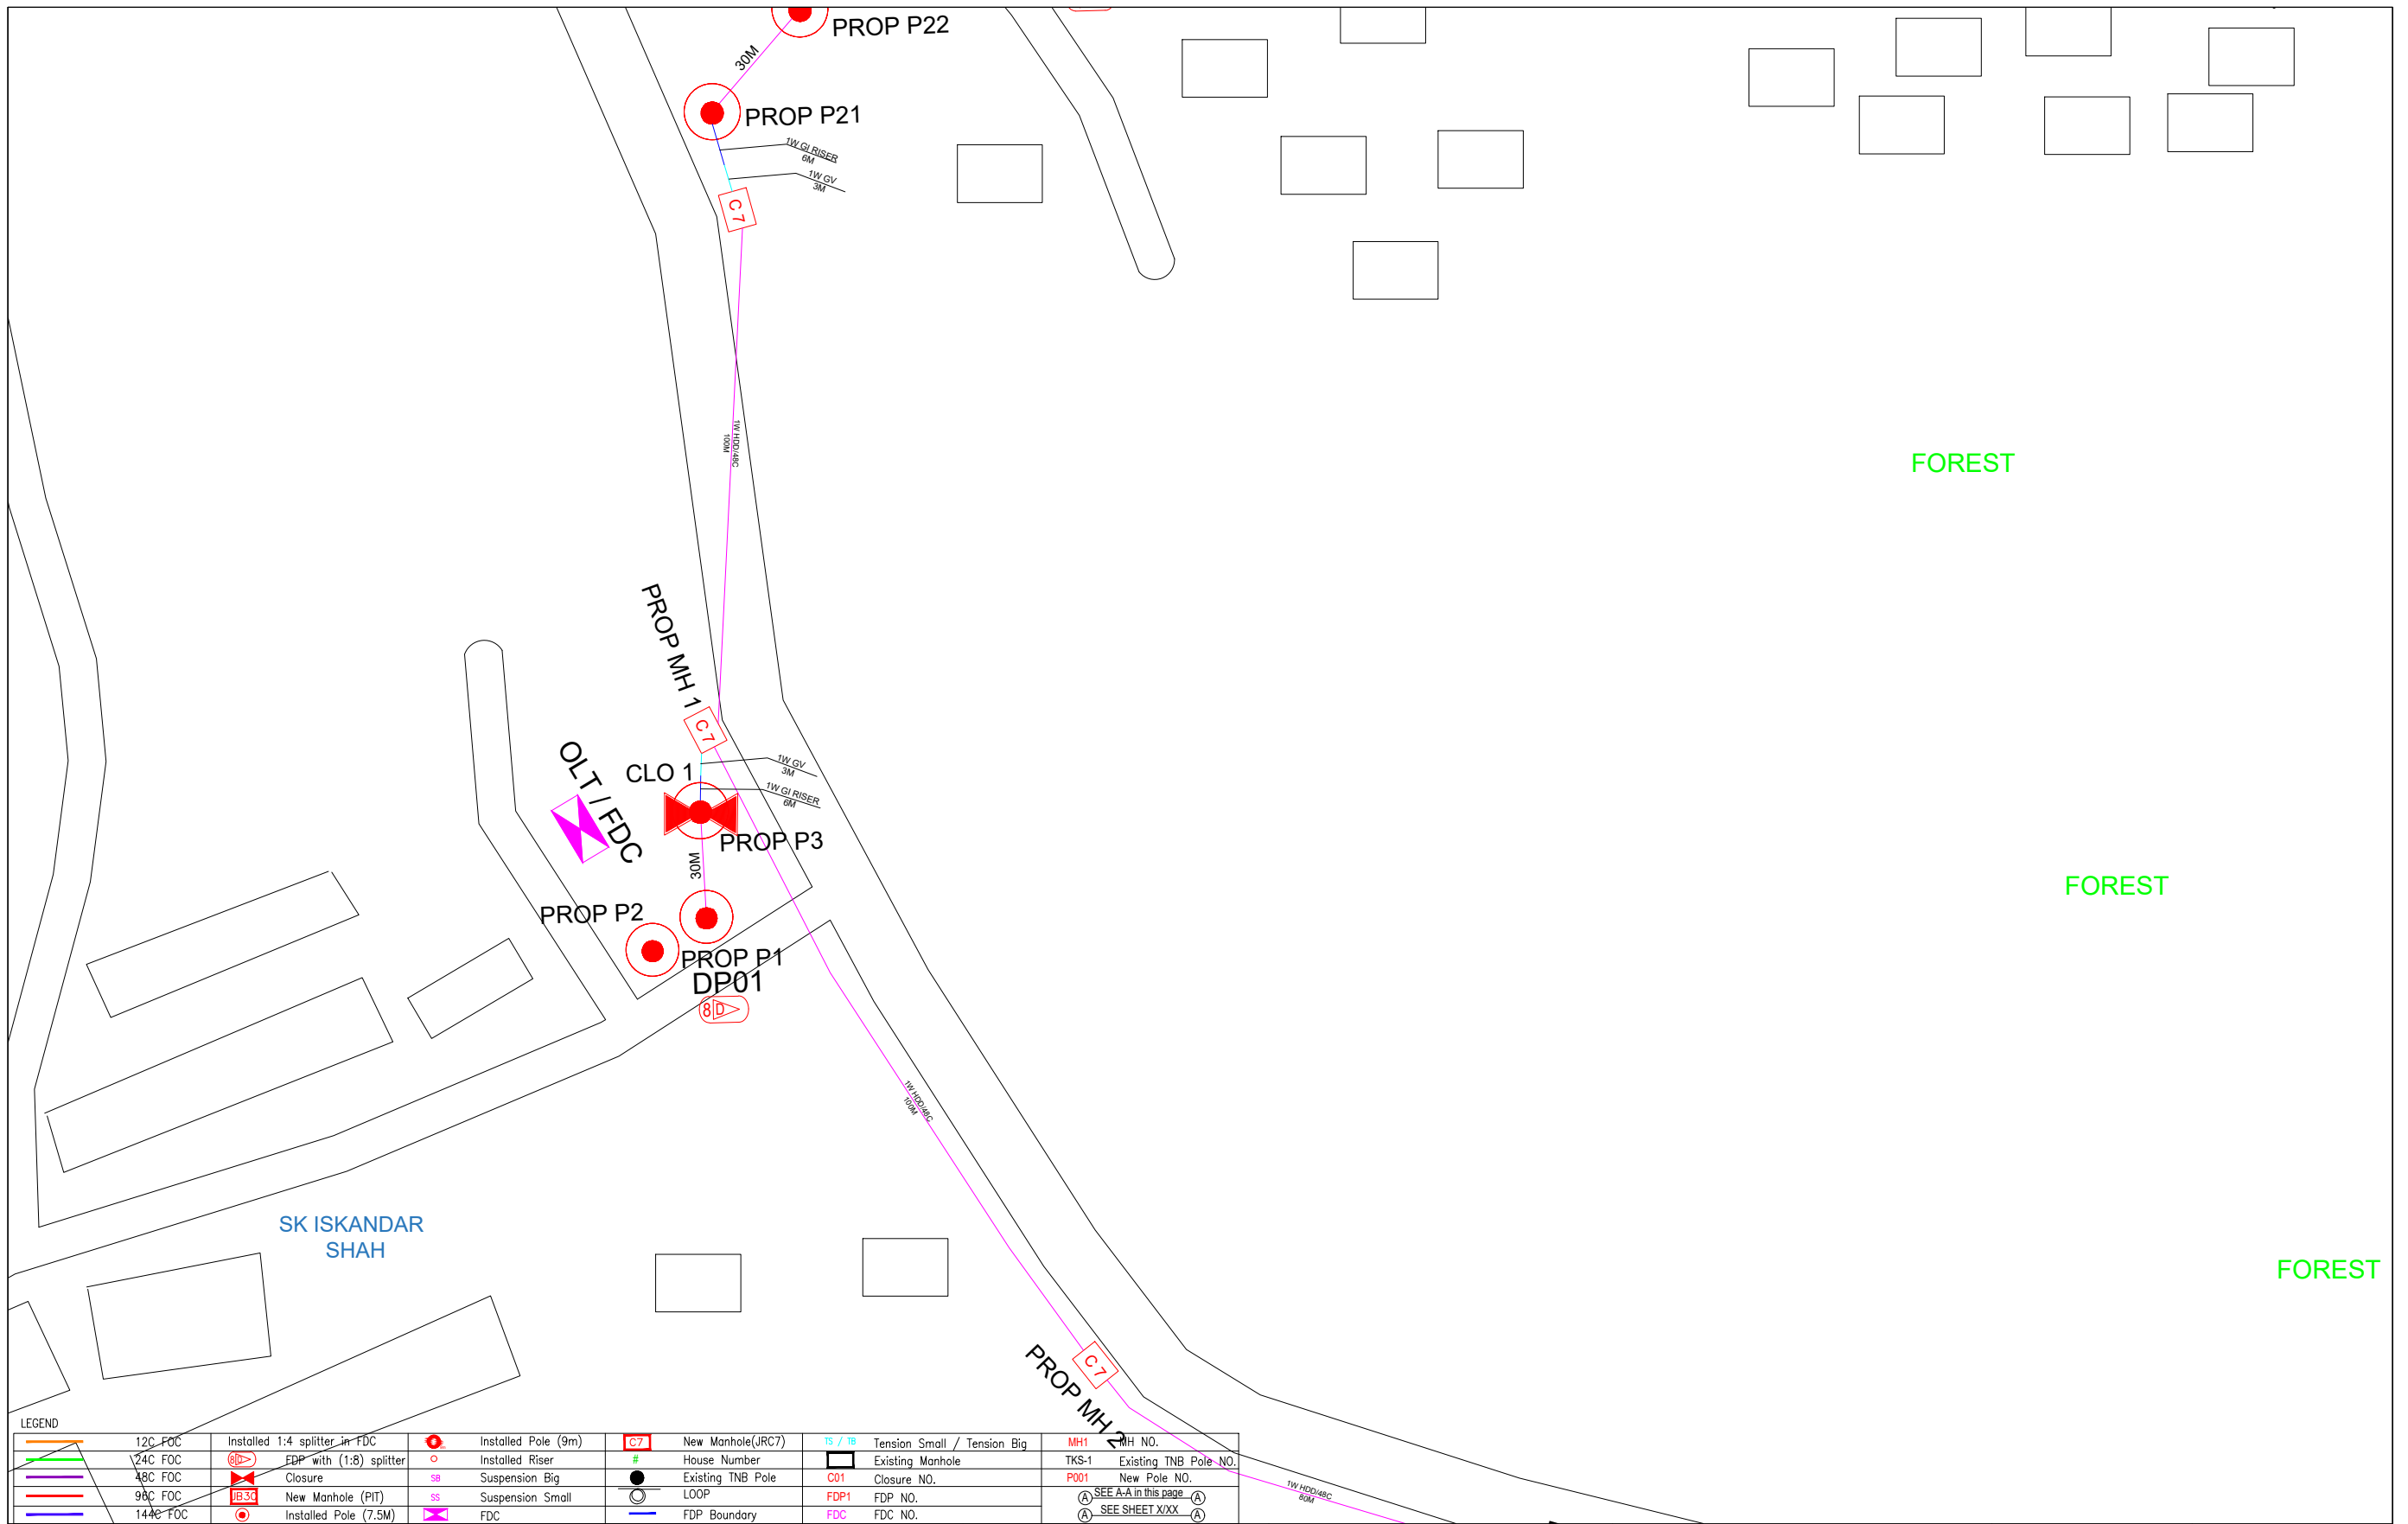 PROP P22
30M
PROP P21
1W GI RISER
6M
1W GV
3M
C 7
1W HDD/48C
100M
FOREST
PROP MH 1
C 7
OLT / FDC
CLO 1
1W GV
3M
1W GI RISER
6M
PROP P3
30M
FOREST
PROP P2
PROP P1
DP01
8 D
1W HDD/48C
100M
SK ISKANDAR
SHAH
FOREST
C 7
PROP MH 2
1W HDD/48C
80M
LEGEND
12C FOC Installed 1:4 splitter in FDC Installed Pole (9m) C7 New Manhole(JRC7) TS / TB Tension Small / Tension Big MH1 MH NO.
24C FOC 8D FDP with (1:8) splitter Installed Riser # House Number Existing Manhole TKS-1 Existing TNB Pole NO.
48C FOC Closure SB Suspension Big Existing TNB Pole C01 Closure NO. P001 New Pole NO.
96C FOC JB30 New Manhole (PIT) SS Suspension Small LOOP FDP1 FDP NO. A SEE A-A in this page A
144C FOC Installed Pole (7.5M) FDC FDP Boundary FDC FDC NO. A SEE SHEET X/XX A